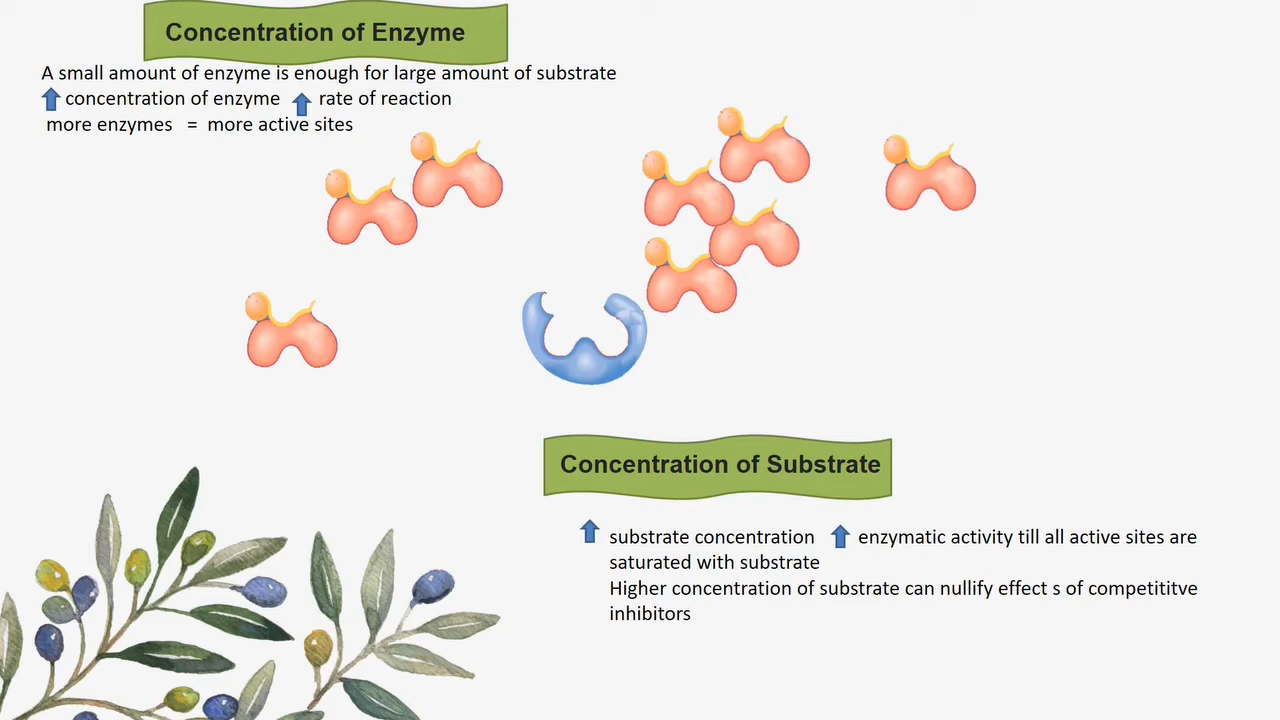 Concentration of Enzyme
A small amount of enzyme is enough for large amount of substrate
concentration of enzyme rate of reaction
more enzymes = more active sites
Concentration of Substrate
substrate concentration enzymatic activity till all active sites are
saturated with substrate
Higher concentration of substrate can nullify effect s of competititve
inhibitors